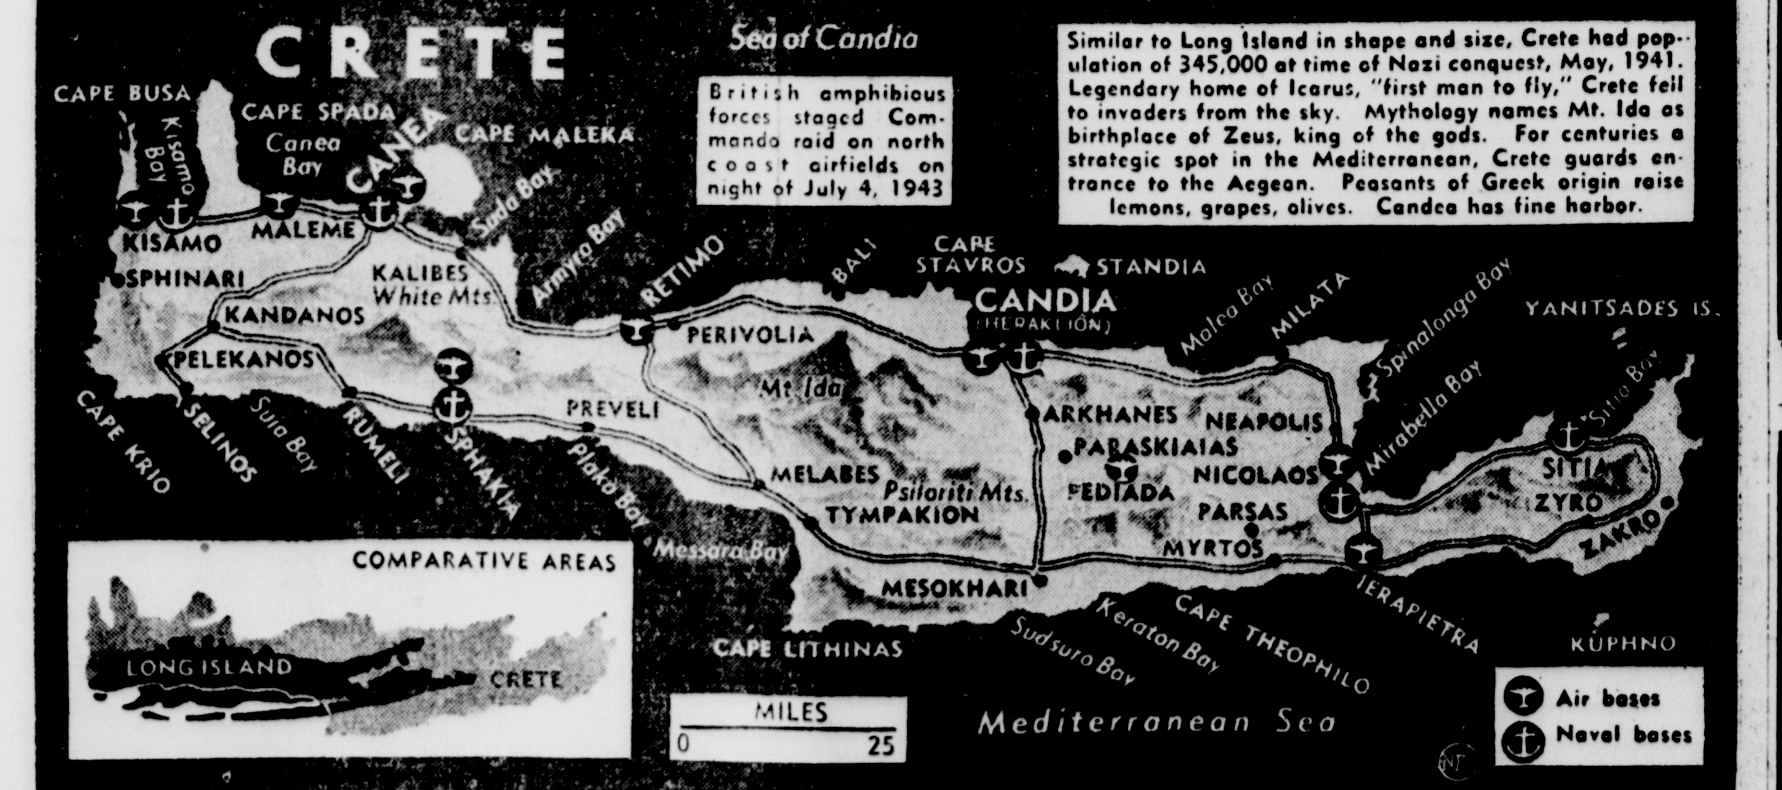 CRETE
Sea of Candia
Similar to Long Island in shape and size, Crete had pop-
ulation of 345,000 at time of Nazi conquest, May, 1941.
Legendary home of Icarus, "first man to fly," Crete fell
to invaders from the sky. Mythology names Mt. Ida as
birthplace of Zeus, king of the gods. For centuries a
strategic spot in the Mediterranean, Crete guards en-
trance to the Aegean. Peasants of Greek origin raise
lemons, grapes, olives. Candea has fine harbor.
British amphibious
forces staged Com-
mando raid on north
coast airfields on
night of July 4, 1943
CAPE BUSA
CAPE SPADA
CAPE MALEKA
Kisamo
Bay
Canea
Bay
CANEA
Suda Bay
Armyra Bay
KISAMO
MALEME
SPHINARI
KALIBES
White Mts.
KANDANOS
PELEKANOS
RETIMO
PERIVOLIA
BALI
CAPE
STAVROS
STANDIA
CANDIA
(HERAKLION)
Malea Bay
MILATA
Spinalonga Bay
YANITSADES IS.
Mirabella Bay
Sitia Bay
Mt. Ida
PREVELI
ARKHANES
NEAPOLIS
PARASKIAIAS
NICOLAOS
SITIA
CAPE KRIO
SELINOS
Suia Bay
RUMELI
SPHAKIA
Plaka Bay
MELABES
Psiloriti Mts.
PEDIADA
ZYRO
TYMPAKION
PARSAS
ZAKRO
Messara Bay
MYRTOS
MESOKHARI
IERAPIETRA
CAPE LITHINAS
Sudsuro Bay
Keraton Bay
CAPE THEOPHILO
KUPHNO
COMPARATIVE AREAS
LONG ISLAND
CRETE
MILES
0 25
Mediterranean Sea
Air bases
Naval bases
NF